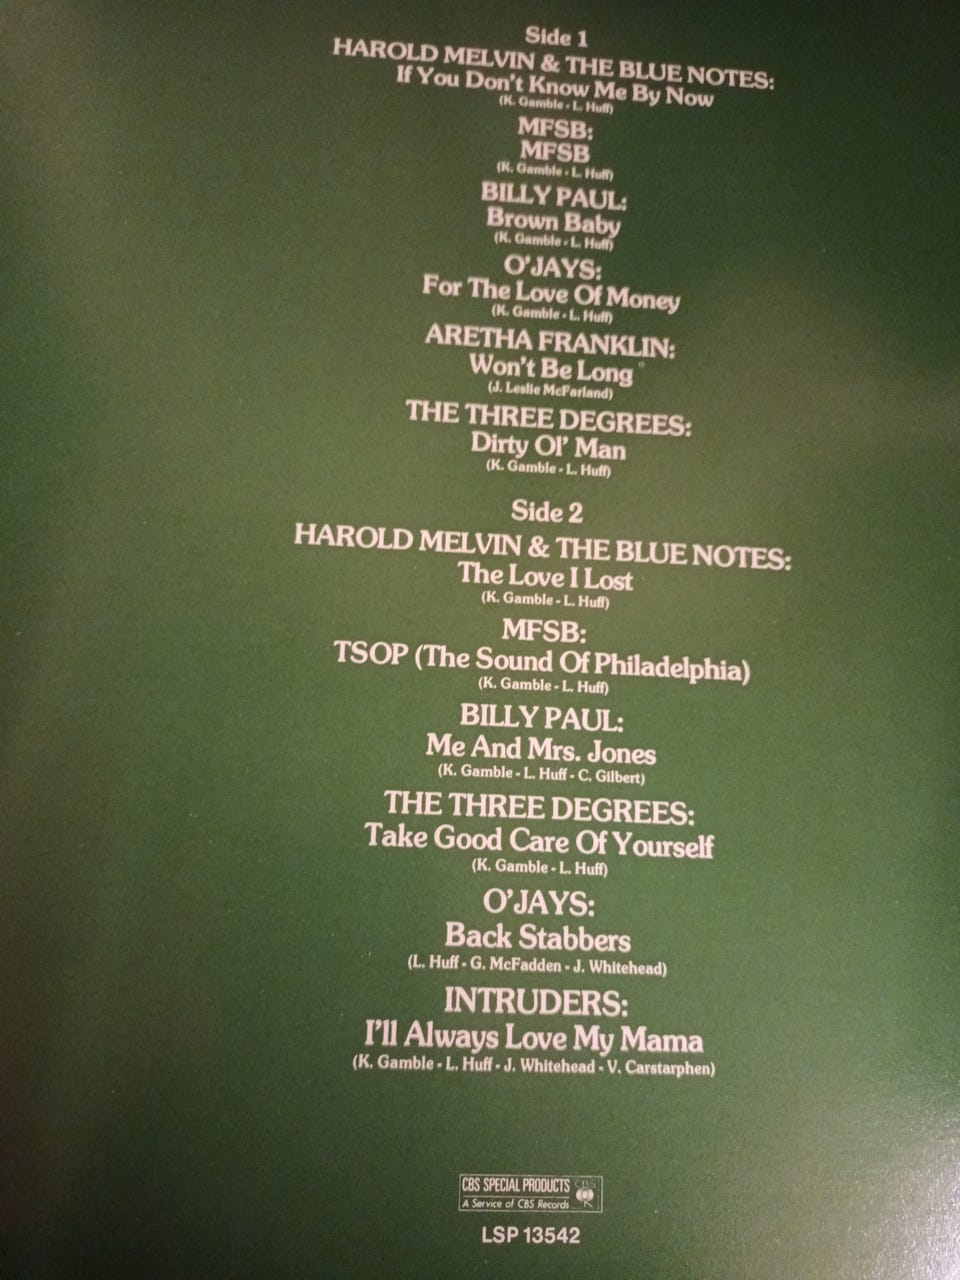 Side 1
HAROLD MELVIN & THE BLUE NOTES:
If You Don't Know Me By Now
(K. Gamble - L. Huff)
MFSB:
MFSB
(K. Gamble - L. Huff)
BILLY PAUL:
Brown Baby
(K. Gamble - L. Huff)
O'JAYS:
For The Love Of Money
(K. Gamble - L. Huff)
ARETHA FRANKLIN:
Won't Be Long
(J. Leslie McFarland)
THE THREE DEGREES:
Dirty Ol' Man
(K. Gamble - L. Huff)
Side 2
HAROLD MELVIN & THE BLUE NOTES:
The Love I Lost
(K. Gamble - L. Huff)
MFSB:
TSOP (The Sound Of Philadelphia)
(K. Gamble - L. Huff)
BILLY PAUL:
Me And Mrs. Jones
(K. Gamble - L. Huff - C. Gilbert)
THE THREE DEGREES:
Take Good Care Of Yourself
(K. Gamble - L. Huff)
O'JAYS:
Back Stabbers
(L. Huff - G. McFadden - J. Whitehead)
INTRUDERS:
I'll Always Love My Mama
(K. Gamble - L. Huff - J. Whitehead - V. Carstarphen)
CBS SPECIAL PRODUCTS CBS
A Service of CBS Records
LSP 13542